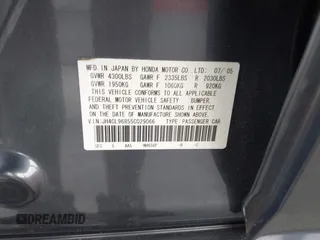 MFD. IN JAPAN BY HONDA MOTOR CO., LTD. 07/05
GVWR 4300LBS GAWR F 2335LBS R 2030LBS
GVWR 1950KG GAWR F 1060KG R 920KG
THIS VEHICLE CONFORMS TO ALL APPLICABLE
FEDERAL MOTOR VEHICLE SAFETY, BUMPER,
AND THEFT PREVENTION STANDARDS IN EFFECT ON
THE DATE OF MANUFACTURE SHOWN ABOVE.
V.I.N: JH4CL96855C029066 TYPE: PASSENGER CAR
DREAMBID